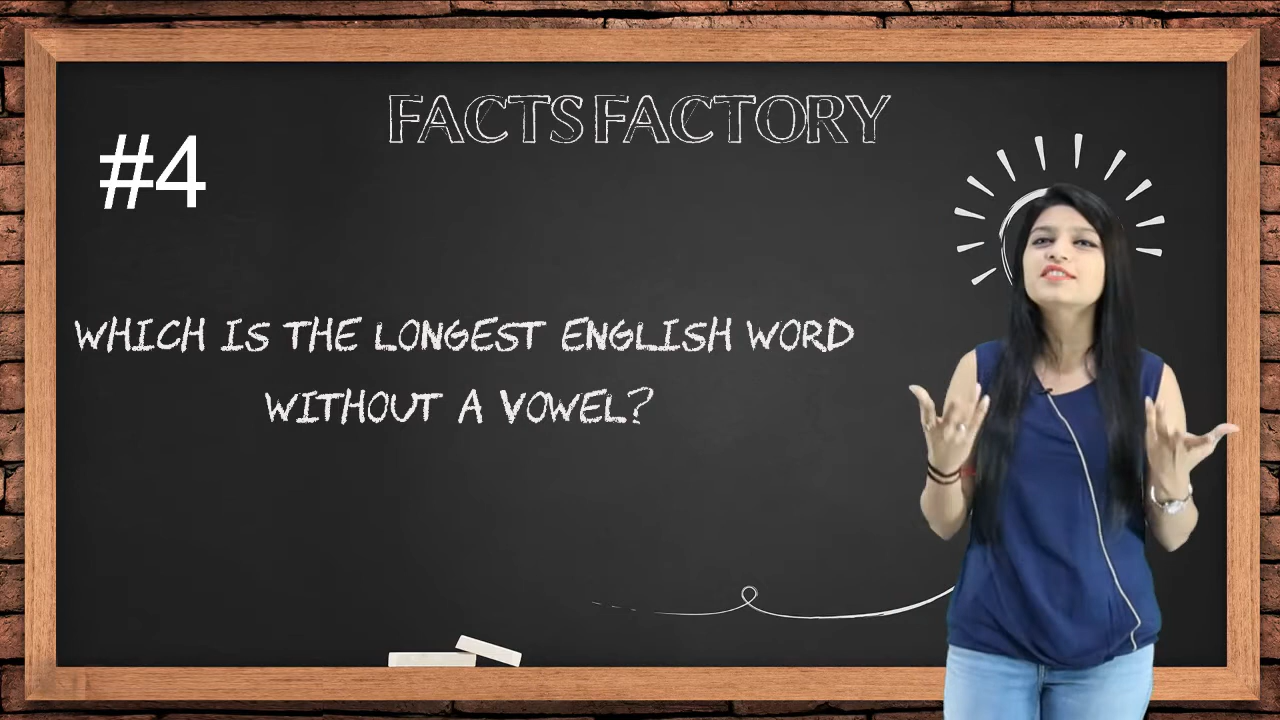 FACTS FACTORY
#4
WHICH IS THE LONGEST ENGLISH WORD
WITHOUT A VOWEL?